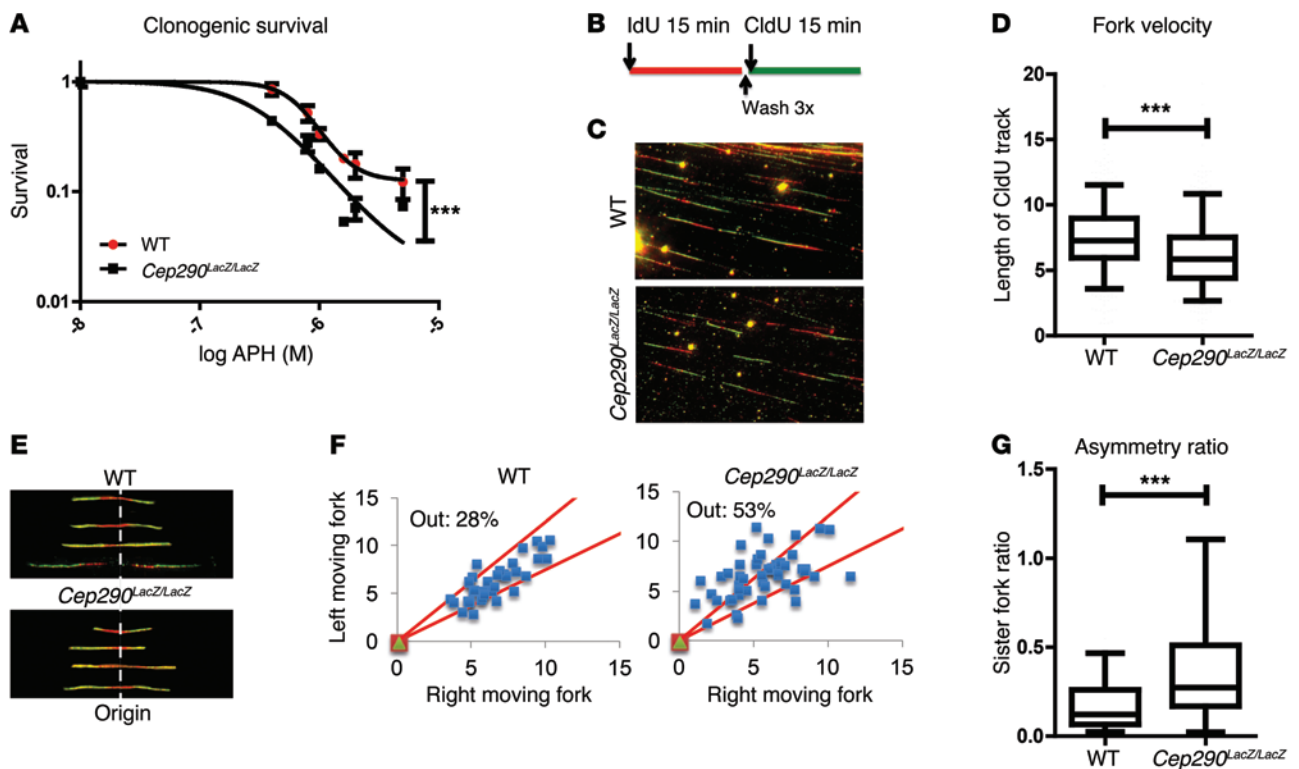 A
Clonogenic survival
1
0.1
0.01
Survival
WT
Cep290LacZ/LacZ
***
-8
-7
-6
-5
log APH (M)
B
IdU 15 min
CldU 15 min
Wash 3x
C
WT
Cep290LacZ/LacZ
D
Fork velocity
20
15
10
5
0
Length of CldU track
***
WT
Cep290LacZ/LacZ
E
WT
Cep290LacZ/LacZ
Origin
F
WT
15
10
5
0
Left moving fork
Out: 28%
0
5
10
15
Right moving fork
Cep290LacZ/LacZ
15
10
5
0
Out: 53%
0
5
10
15
Right moving fork
G
Asymmetry ratio
1.5
1.0
0.5
0.0
Sister fork ratio
***
WT
Cep290LacZ/LacZ